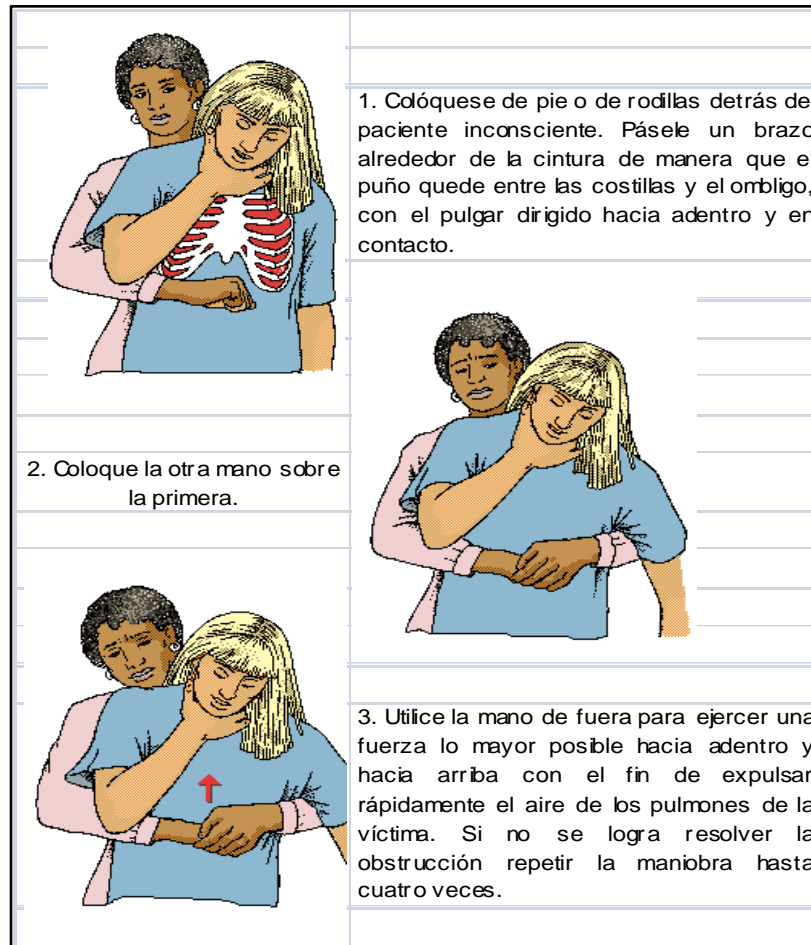 1. Colóquese de pie o de rodillas detrás de
paciente inconsciente. Pásele un brazo
alrededor de la cintura de manera que e
puño quede entre las costillas y el ombligo,
con el pulgar dirigido hacia adentro y en
contacto.
2. Coloque la otra mano sobre
la primera.
3. Utilice la mano de fuera para ejercer una
fuerza lo mayor posible hacia adentro y
hacia arriba con el fin de expulsar
rápidamente el aire de los pulmones de la
víctima. Si no se logra resolver la
obstrucción repetir la maniobra hasta
cuatro veces.